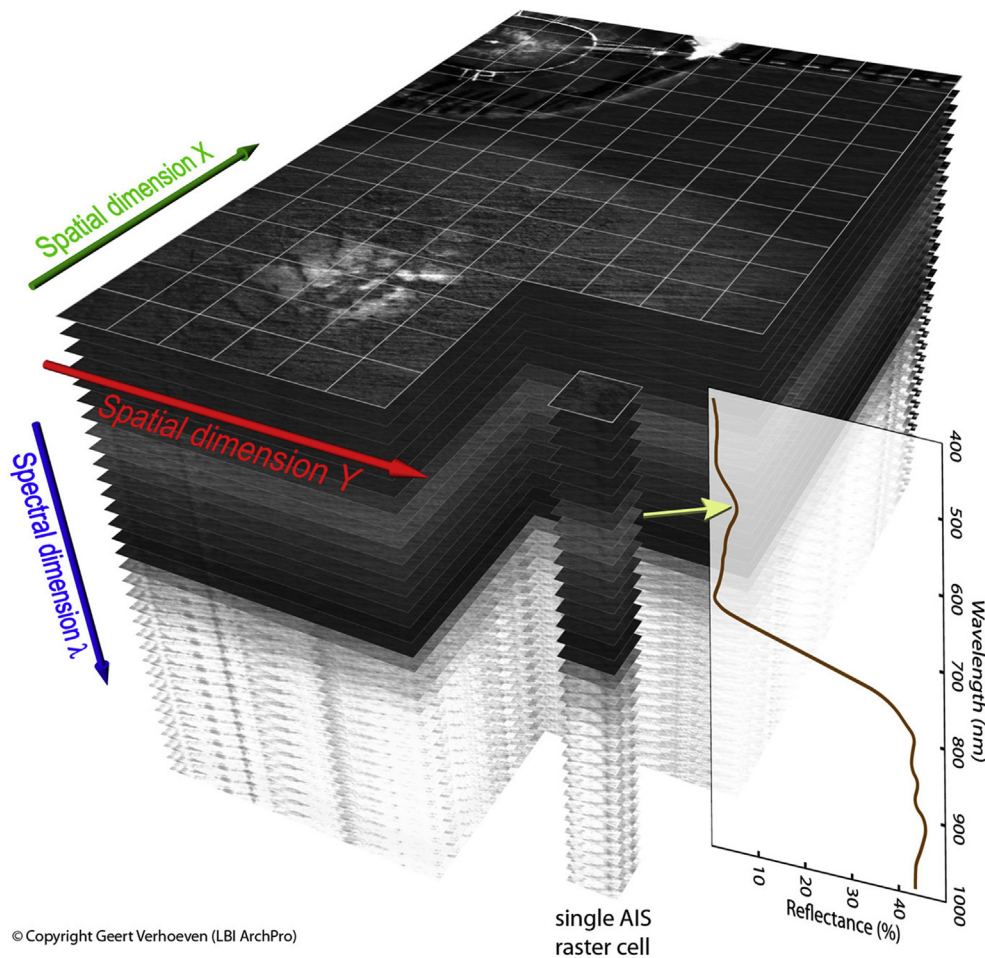 Spatial dimension X
Spatial dimension Y
Spectral dimension λ
400
500
600
700
800
900
1000
Wavelength (nm)
10
20
30
40
Reflectance (%)
single AIS
raster cell
© Copyright Geert Verhoeven (LBI ArchPro)